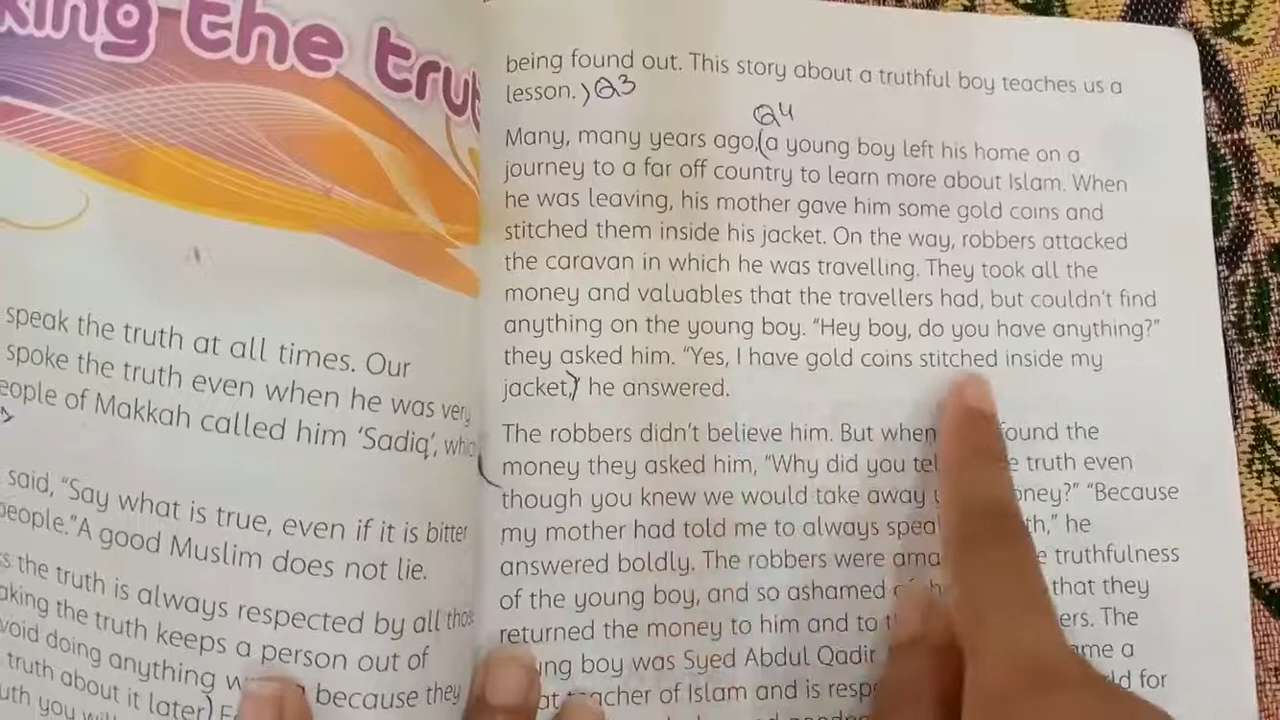 king the tru
speak the truth at all times. Our
spoke the truth even when he was very
eople of Makkah called him 'Sadiq',
said, "Say what is true, even if it is bitter
people." A good Muslim does not lie.
the truth is always respected by all
aking the truth keeps a person out of
void doing anything because they
truth about it later)
being found out. This story about a truthful boy teaches us a
lesson.) Q3
Q4
Many, many years ago,(a young boy left his home on a
journey to a far off country to learn more about Islam. When
he was leaving, his mother gave him some gold coins and
stitched them inside his jacket. On the way, robbers attacked
the caravan in which he was travelling. They took all the
money and valuables that the travellers had, but couldn't find
anything on the young boy. "Hey boy, do you have anything?"
they asked him. "Yes, I have gold coins stitched inside my
jacket,)" he answered.
The robbers didn't believe him. But when found the
money they asked him, "Why did you tel e truth even
though you knew we would take away oney?" "Because
my mother had told me to always spea th," he
answered boldly. The robbers were ama truthfulness
of the young boy, and so ashamed that they
returned the money to him and to ers. The
ng boy was Syed Abdul Qadir ame a
at teacher of Islam and is resp ld for